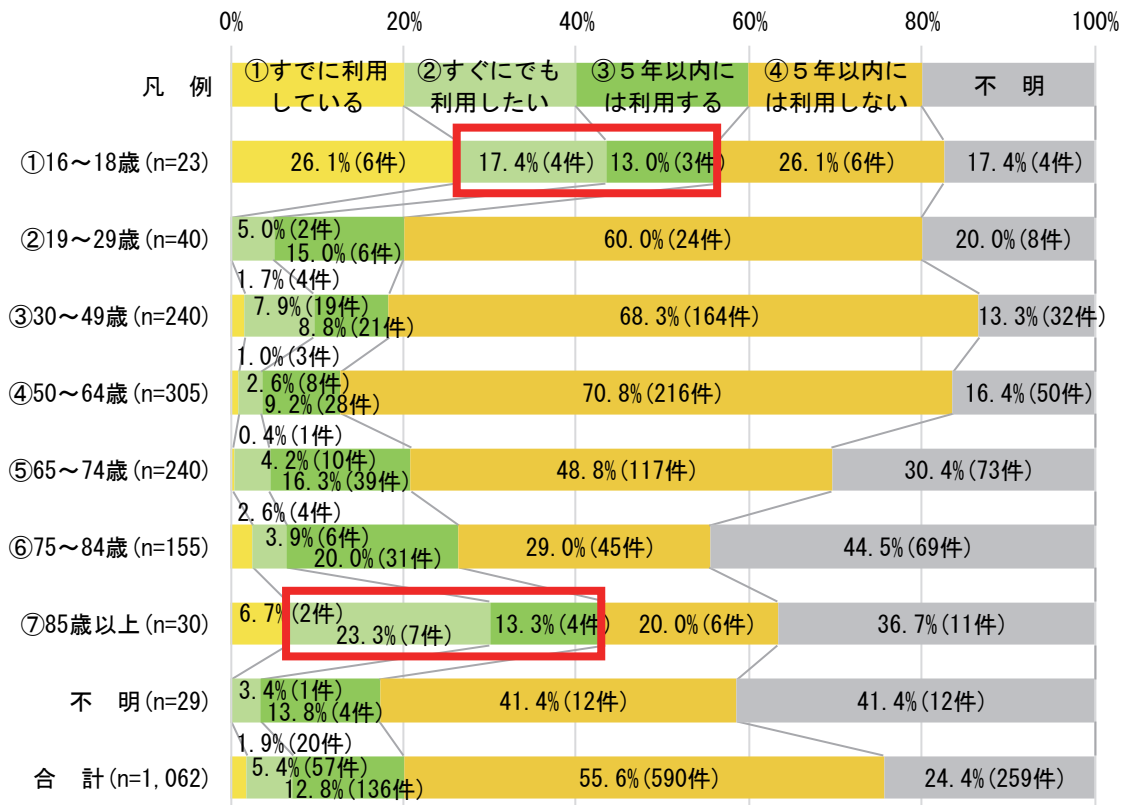 0% 20% 40% 60% 80% 100%
凡 例 ①すでに利用している ②すぐにでも利用したい ③５年以内には利用する ④５年以内には利用しない 不 明
①16～18歳(n=23) 26.1%(6件) 17.4%(4件) 13.0%(3件) 26.1%(6件) 17.4%(4件)
②19～29歳(n=40) 5.0%(2件) 15.0%(6件) 60.0%(24件) 20.0%(8件)
1.7%(4件)
③30～49歳(n=240) 7.9%(19件) 8.8%(21件) 68.3%(164件) 13.3%(32件)
1.0%(3件)
④50～64歳(n=305) 2.6%(8件) 9.2%(28件) 70.8%(216件) 16.4%(50件)
0.4%(1件)
⑤65～74歳(n=240) 4.2%(10件) 16.3%(39件) 48.8%(117件) 30.4%(73件)
2.6%(4件)
⑥75～84歳(n=155) 3.9%(6件) 20.0%(31件) 29.0%(45件) 44.5%(69件)
⑦85歳以上(n=30) 6.7%(2件) 23.3%(7件) 13.3%(4件) 20.0%(6件) 36.7%(11件)
不 明(n=29) 3.4%(1件) 13.8%(4件) 41.4%(12件) 41.4%(12件)
1.9%(20件)
合 計(n=1,062) 5.4%(57件) 12.8%(136件) 55.6%(590件) 24.4%(259件)